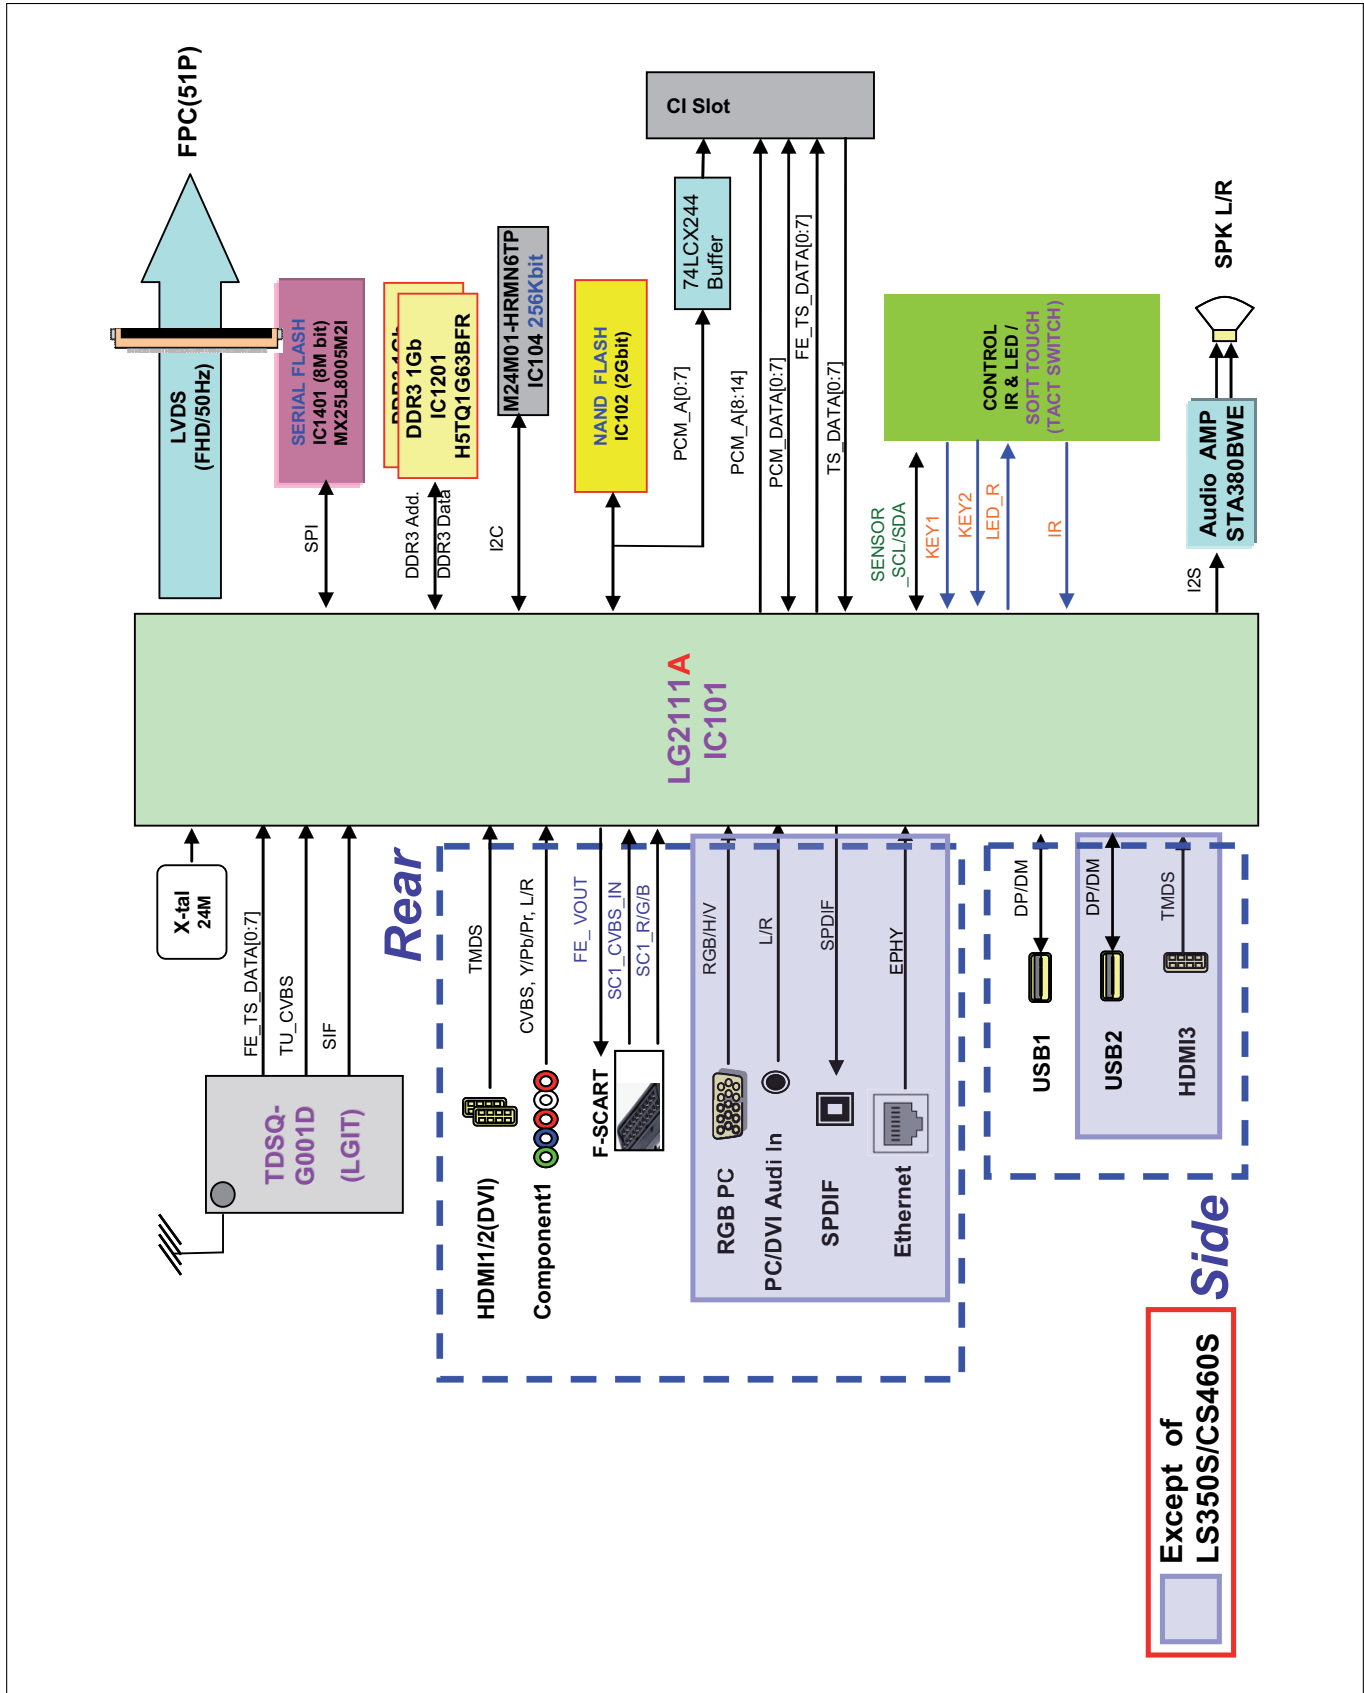 FPC(51P)
LVDS
(FHD/50Hz)
SERIAL FLASH
IC1401 (8M bit)
MX25L8005M2I
SPI
DDR3 1Gb
DDR3 1Gb
IC1201
H5TQ1G63BFR
DDR3 Add.
DDR3 Data
M24M01-HRMN6TP
IC104 256Kbit
I2C
NAND FLASH
IC102 (2Gbit)
74LCX244
Buffer
PCM_A[0:7]
CI Slot
PCM_A[8:14]
PCM_DATA[0:7]
FE_TS_DATA[0:7]
TS_DATA[0:7]
CONTROL
IR & LED /
SOFT TOUCH
(TACT SWITCH)
SENSOR
_SCL/SDA
KEY1
KEY2
LED_R
IR
SPK L/R
Audio AMP
STA380BWE
I2S
LG2111A
IC101
X-tal
24M
FE_TS_DATA[0:7]
TU_CVBS
SIF
TDSQ-
G001D
(LGIT)
Rear
TMDS
HDMI1/2(DVI)
CVBS, Y/Pb/Pr, L/R
Component1
FE_VOUT
SC1_CVBS_IN
SC1_R/G/B
F-SCART
RGB/H/V
RGB PC
L/R
PC/DVI Audi In
SPDIF
SPDIF
EPHY
Ethernet
DP/DM
USB1
DP/DM
USB2
TMDS
HDMI3
Side
Except of
LS350S/CS460S